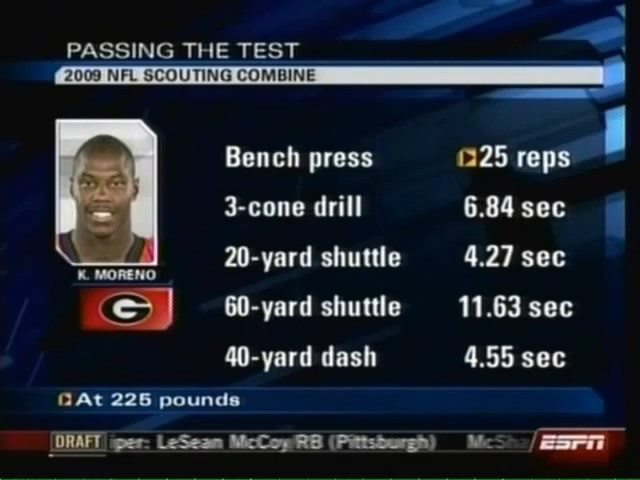 PASSING THE TEST
2009 NFL SCOUTING COMBINE
Bench press 25 reps
3-cone drill 6.84 sec
20-yard shuttle 4.27 sec
60-yard shuttle 11.63 sec
40-yard dash 4.55 sec
K. MORENO
G
At 225 pounds
DRAFT iper: LeSean McCoy RB (Pittsburgh) McSha ESPN